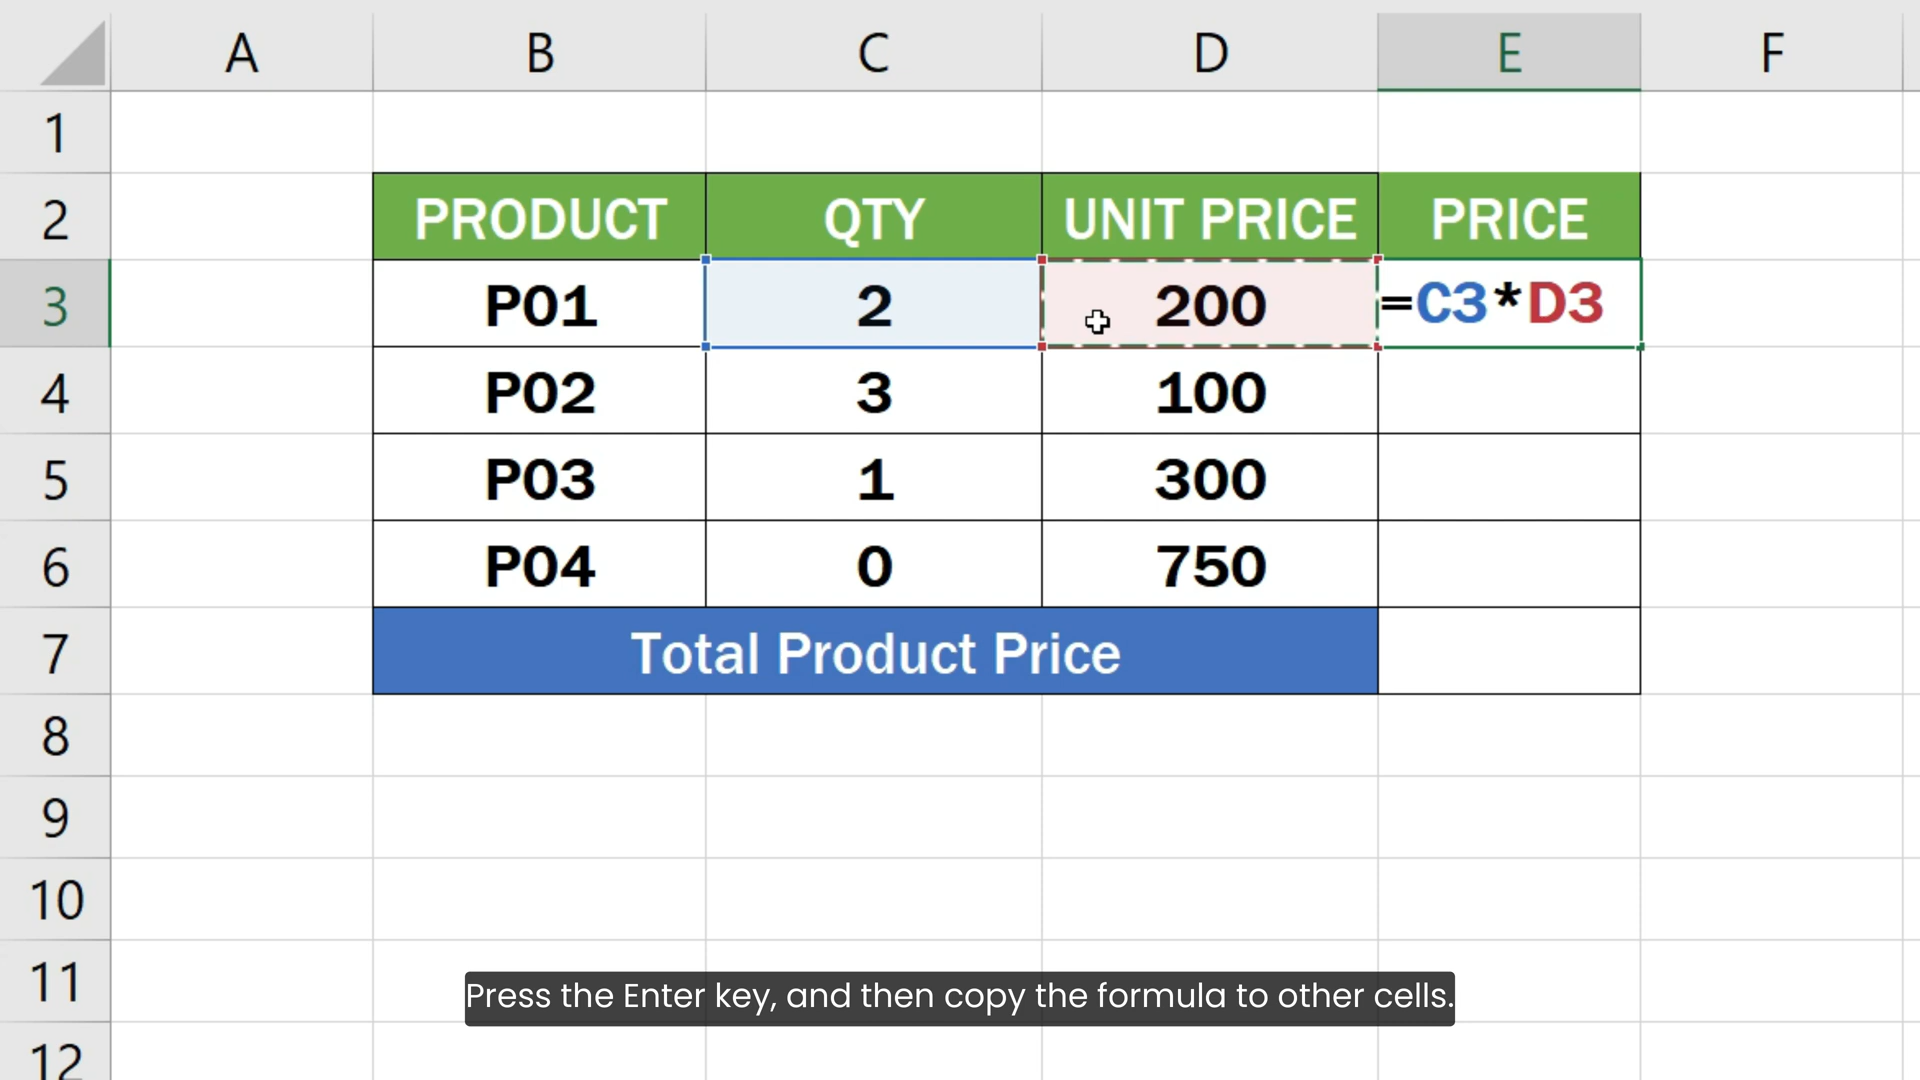 A B C D E F
1
2 PRODUCT QTY UNIT PRICE PRICE
3 P01 2 200 =C3*D3
4 P02 3 100
5 P03 1 300
6 P04 0 750
7 Total Product Price
8
9
10
11
Press the Enter key, and then copy the formula to other cells.
12